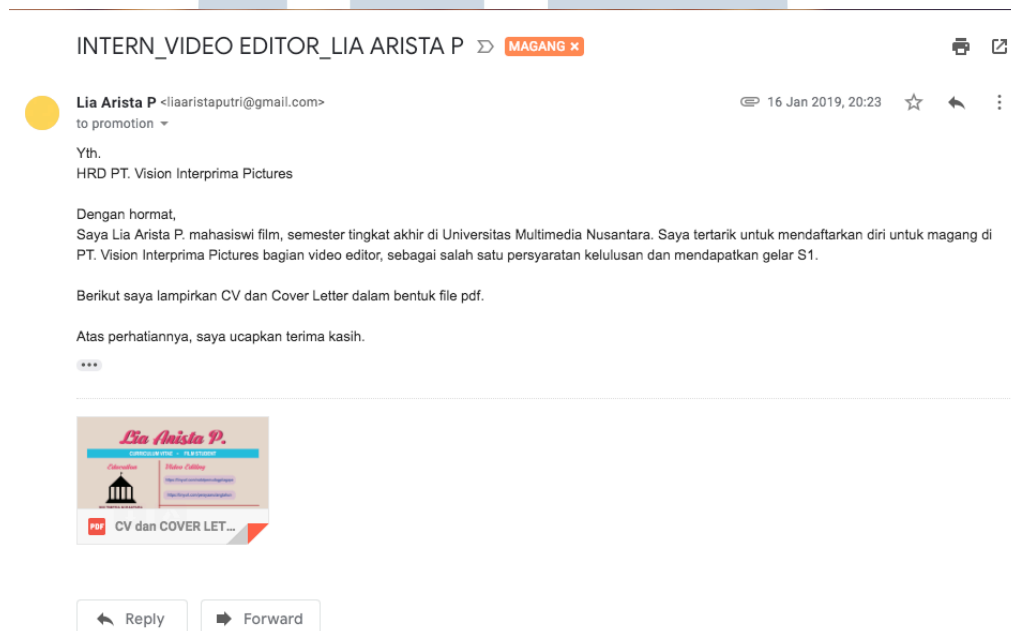 INTERN_VIDEO EDITOR_LIA ARISTA P MAGANG ×
Lia Arista P <liaaristaputri@gmail.com> 16 Jan 2019, 20:23
to promotion
Yth.
HRD PT. Vision Interprima Pictures
Dengan hormat,
Saya Lia Arista P. mahasiswi film, semester tingkat akhir di Universitas Multimedia Nusantara. Saya tertarik untuk mendaftarkan diri untuk magang di
PT. Vision Interprima Pictures bagian video editor, sebagai salah satu persyaratan kelulusan dan mendapatkan gelar S1.
Berikut saya lampirkan CV dan Cover Letter dalam bentuk file pdf.
Atas perhatiannya, saya ucapkan terima kasih.
Lia Arista P.
CURRICULUM VITAE • FILM STUDENT
Education Video Editing
PDF CV dan COVER LET...
Reply Forward